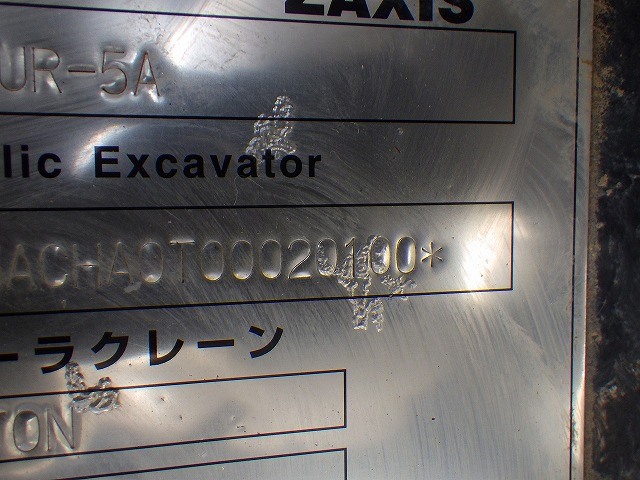 ZAXIS
UR-5A
lic Excavator
ACHA0T00020100*
ーラクレーン
TON